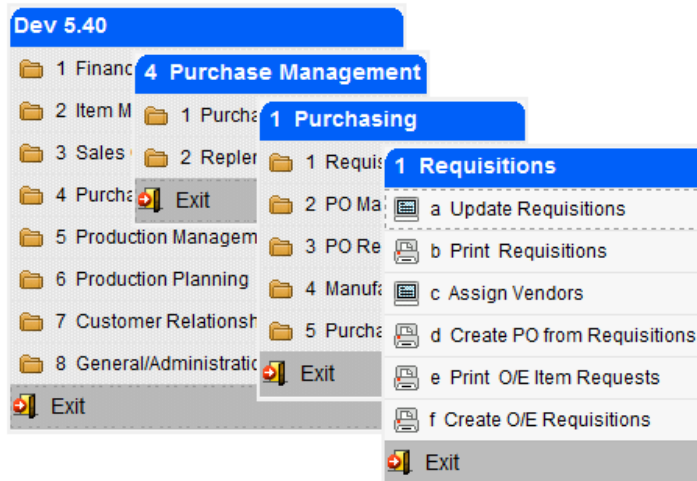 Dev 5.40
1 Financ
2 Item M
3 Sales
4 Purcha
5 Production Managem
6 Production Planning
7 Customer Relationsh
8 General/Administratio
Exit
4 Purchase Management
1 Purcha
2 Repler
Exit
1 Purchasing
1 Requis
2 PO Ma
3 PO Re
4 Manufa
5 Purcha
Exit
1 Requisitions
a Update Requisitions
b Print Requisitions
c Assign Vendors
d Create PO from Requisitions
e Print O/E Item Requests
f Create O/E Requisitions
Exit